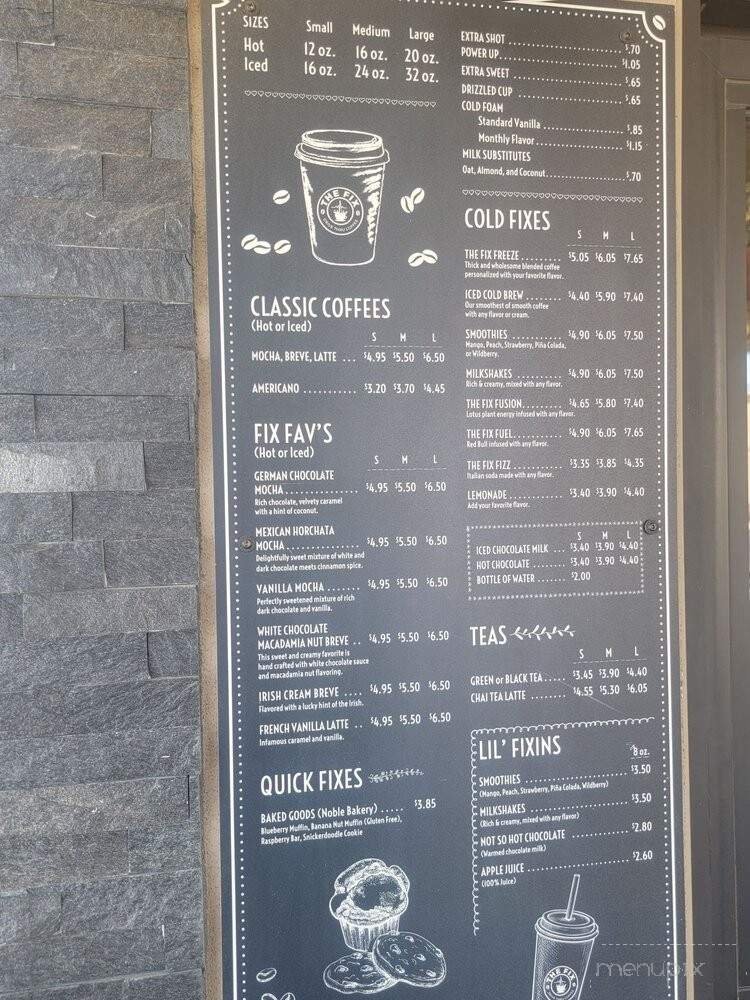 SIZES Small Medium Large
Hot 12 oz. 16 oz. 20 oz.
Iced 16 oz. 24 oz. 32 oz.
THE FIX
CLASSIC COFFEES
(Hot or Iced)
S M L
MOCHA, BREVE, LATTE ... $4.95 $5.50 $6.50
AMERICANO ........... $3.20 $3.70 $4.45
FIX FAV'S
(Hot or Iced)
S M L
GERMAN CHOCOLATE
MOCHA............... $4.95 $5.50 $6.50
Rich chocolate, velvety caramel
with a hint of coconut.
MEXICAN HORCHATA
MOCHA............... $4.95 $5.50 $6.50
Delightfully sweet mixture of white and
dark chocolate meets cinnamon spice.
VANILLA MOCHA ....... $4.95 $5.50 $6.50
Perfectly sweetened mixture of rich
dark chocolate and vanilla.
WHITE CHOCOLATE
MACADAMIA NUT BREVE .. $4.95 $5.50 $6.50
This sweet and creamy favorite is
hand crafted with white chocolate sauce
and macadamia nut flavoring.
IRISH CREAM BREVE .... $4.95 $5.50 $6.50
Flavored with a lucky hint of the Irish.
FRENCH VANILLA LATTE .. $4.95 $5.50 $6.50
Infamous caramel and vanilla.
QUICK FIXES
BAKED GOODS (Noble Bakery) ..... $3.85
Blueberry Muffin, Banana Nut Muffin (Gluten Free),
Raspberry Bar, Snickerdoodle Cookie
EXTRA SHOT ........ $.70
POWER UP ........ $1.05
EXTRA SWEET ........ $.65
DRIZZLED CUP ........ $.65
COLD FOAM
Standard Vanilla ........ $.85
Monthly Flavor ........ $1.15
MILK SUBSTITUTES
Oat, Almond, and Coconut........ $.70
COLD FIXES
S M L
THE FIX FREEZE ........ $5.05 $6.05 $7.65
Thick and wholesome blended coffee
personalized with your favorite flavor.
ICED COLD BREW ........ $4.40 $5.90 $7.40
Our smoothest of smooth coffee
with any flavor or cream.
SMOOTHIES ........ $4.90 $6.05 $7.50
Mango, Peach, Strawberry, Piña Colada,
or Wildberry.
MILKSHAKES ........ $4.90 $6.05 $7.50
Rich & creamy, mixed with any flavor.
THE FIX FUSION........ $4.65 $5.80 $7.40
Lotus plant energy infused with any flavor.
THE FIX FUEL........ $4.90 $6.05 $7.65
Red Bull infused with any flavor.
THE FIX FIZZ ........ $3.35 $3.85 $4.35
Italian soda made with any flavor.
LEMONADE ........ $3.40 $3.90 $4.40
Add your favorite flavor.
S M L
ICED CHOCOLATE MILK ... $3.40 $3.90 $4.40
HOT CHOCOLATE ........ $3.40 $3.90 $4.40
BOTTLE OF WATER ....... $2.00
TEAS
S M L
GREEN or BLACK TEA ..... $3.45 $3.90 $4.40
CHAI TEA LATTE ........ $4.55 $5.30 $6.05
LIL' FIXINS
8 oz.
SMOOTHIES ........ $3.50
(Mango, Peach, Strawberry, Piña Colada, Wildberry)
MILKSHAKES ........ $3.50
(Rich & creamy, mixed with any flavor)
NOT SO HOT CHOCOLATE ........ $2.80
(Warmed chocolate milk)
APPLE JUICE ........ $2.60
(100% Juice)
THE FIX
menupix